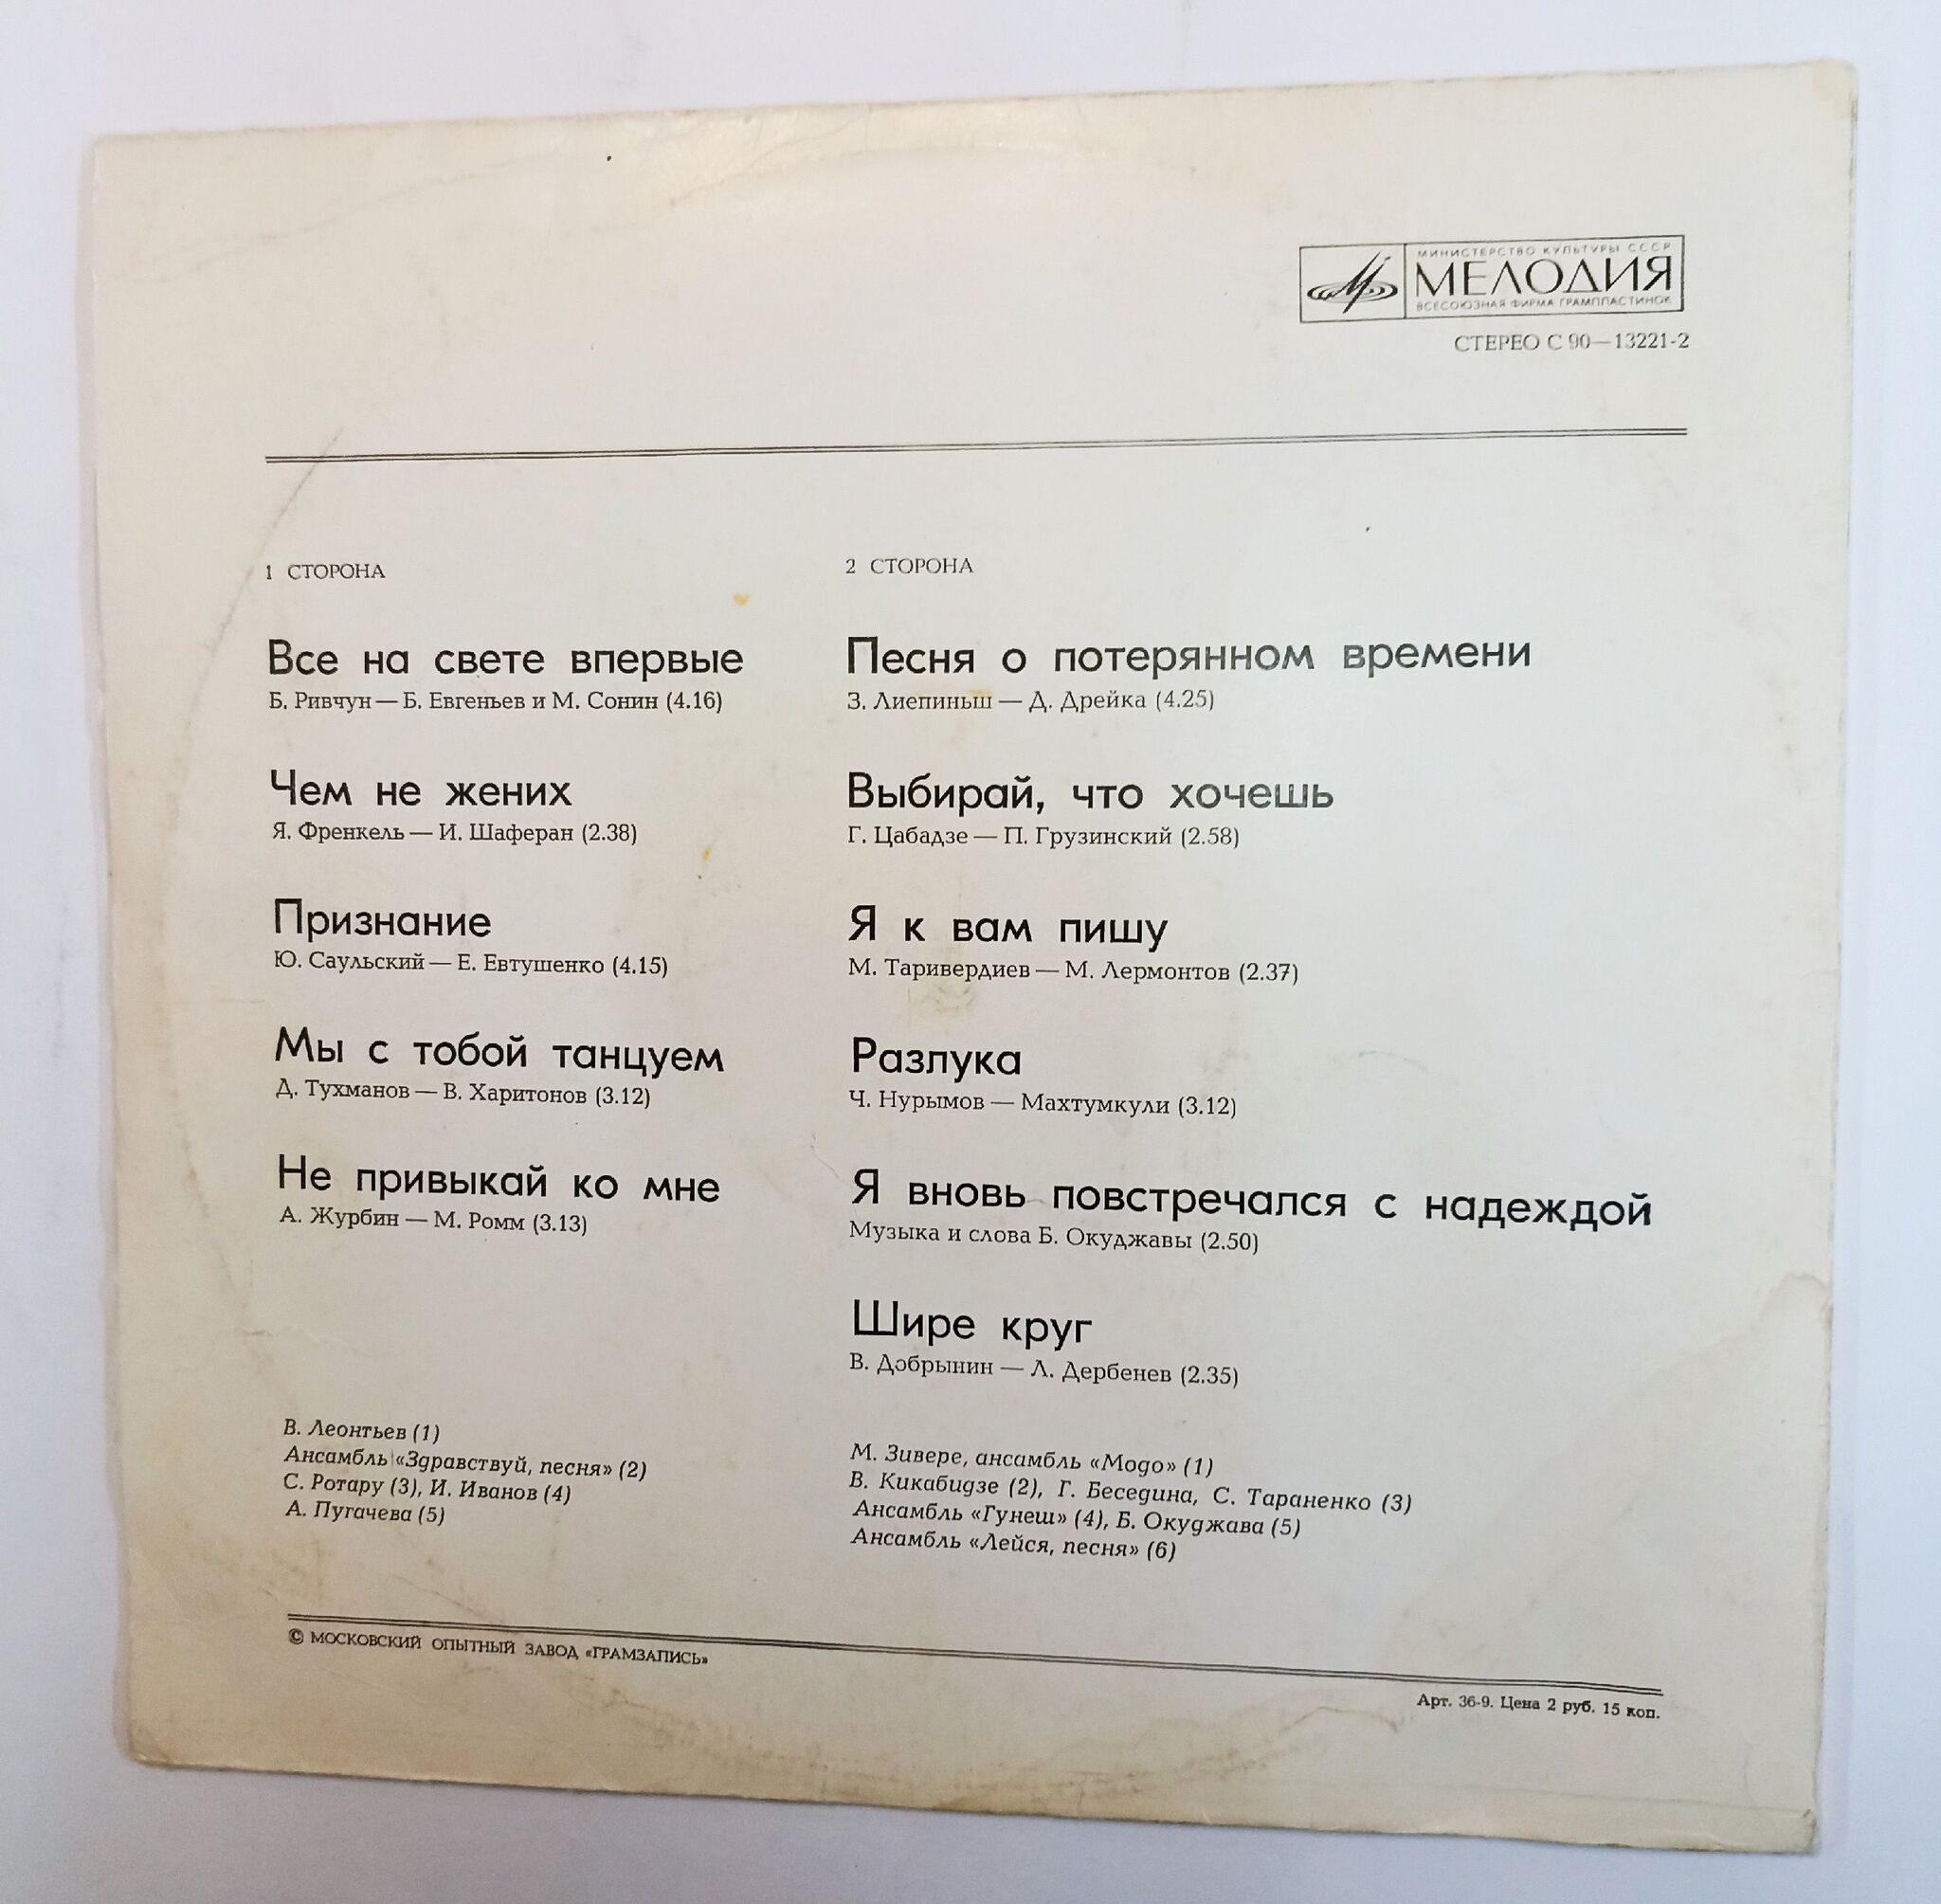 МИНИСТЕРСТВО КУЛЬТУРЫ СССР
МЕЛОДИЯ
ВСЕСОЮЗНАЯ ФИРМА ГРАМПЛАСТИНОК
СТЕРЕО С 90—13221-2
1 СТОРОНА
Все на свете впервые
Б. Ривчун — Б. Евгеньев и М. Сонин (4.16)
Чем не жених
Я. Френкель — И. Шаферан (2.38)
Признание
Ю. Саульский — Е. Евтушенко (4.15)
Мы с тобой танцуем
Д. Тухманов — В. Харитонов (3.12)
Не привыкай ко мне
А. Журбин — М. Ромм (3.13)
В. Леонтьев (1)
Ансамбль «Здравствуй, песня» (2)
С. Ротару (3), И. Иванов (4)
А. Пугачева (5)
2 СТОРОНА
Песня о потерянном времени
З. Лиепиньш — Д. Дрейка (4.25)
Выбирай, что хочешь
Г. Цабадзе — П. Грузинский (2.58)
Я к вам пишу
М. Таривердиев — М. Лермонтов (2.37)
Разлука
Ч. Нурымов — Махтумкули (3.12)
Я вновь повстречался с надеждой
Музыка и слова Б. Окуджавы (2.50)
Шире круг
В. Добрынин — Л. Дербенев (2.35)
М. Зивере, ансамбль «Модо» (1)
В. Кикабидзе (2), Г. Беседина, С. Тараненко (3)
Ансамбль «Гунеш» (4), Б. Окуджава (5)
Ансамбль «Лейся, песня» (6)
© МОСКОВСКИЙ ОПЫТНЫЙ ЗАВОД «ГРАМЗАПИСЬ»
Арт. 36-9. Цена 2 руб. 15 коп.